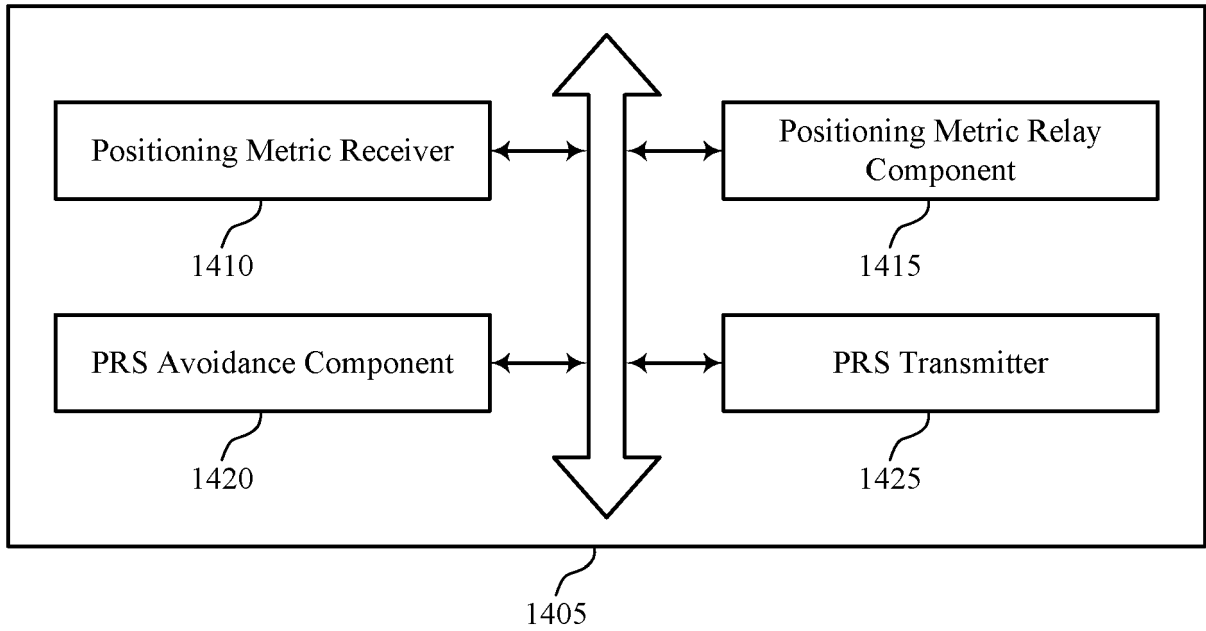 Positioning Metric Receiver
1410
Positioning Metric Relay
Component
1415
PRS Avoidance Component
1420
PRS Transmitter
1425
1405